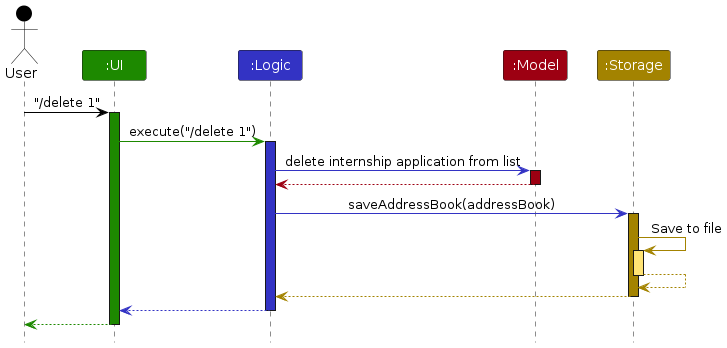 User
:UI
:Logic
:Model
:Storage
"/delete 1"
execute("/delete 1")
delete internship application from list
saveAddressBook(addressBook)
Save to file